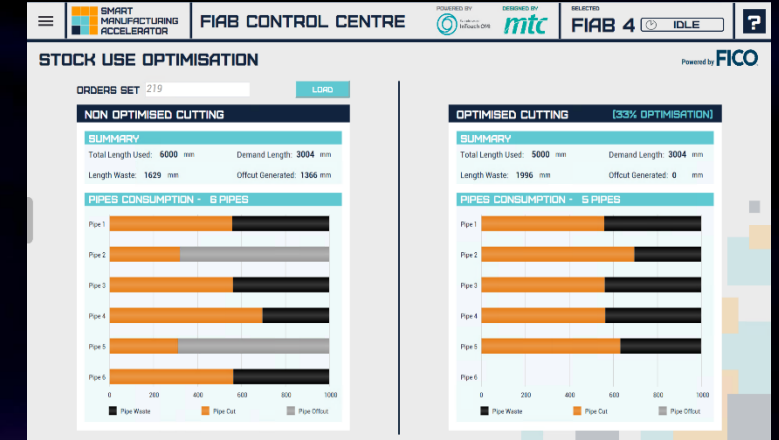 SMART
MANUFACTURING
ACCELERATOR
FIAB CONTROL CENTRE
POWERED BY
InTouch OMI
DESIGNED BY
mtc
SELECTED
FIAB 4 IDLE
?
STOCK USE OPTIMISATION
Powered by FICO
ORDERS SET 219 LOAD
NON OPTIMISED CUTTING
SUMMARY
Total Length Used: 6000 mm Demand Length: 3004 mm
Length Waste: 1629 mm Offcut Generated: 1366 mm
PIPES CONSUMPTION - 6 PIPES
Pipe 1
Pipe 2
Pipe 3
Pipe 4
Pipe 5
Pipe 6
0 200 400 600 800 1000
Pipe Waste Pipe Cut Pipe Offcut
OPTIMISED CUTTING (33% OPTIMISATION)
SUMMARY
Total Length Used: 5000 mm Demand Length: 3004 mm
Length Waste: 1996 mm Offcut Generated: 0 mm
PIPES CONSUMPTION - 5 PIPES
Pipe 1
Pipe 2
Pipe 3
Pipe 4
Pipe 5
Pipe 6
0 200 400 600 800 1000
Pipe Waste Pipe Cut Pipe Offcut